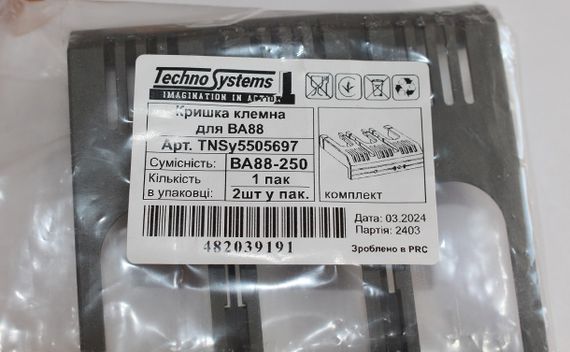 Techno Systems 1
IMAGINATION IN ACTION
Кришка клемна
для ВА88
Арт. TNSy5505697
Сумісність: ВА88-250
Кількість
в упаковці:
1 пак
2шт у пак.
комплект
482039191
Дата: 03.2024
Партія: 2403
Зроблено в PRC